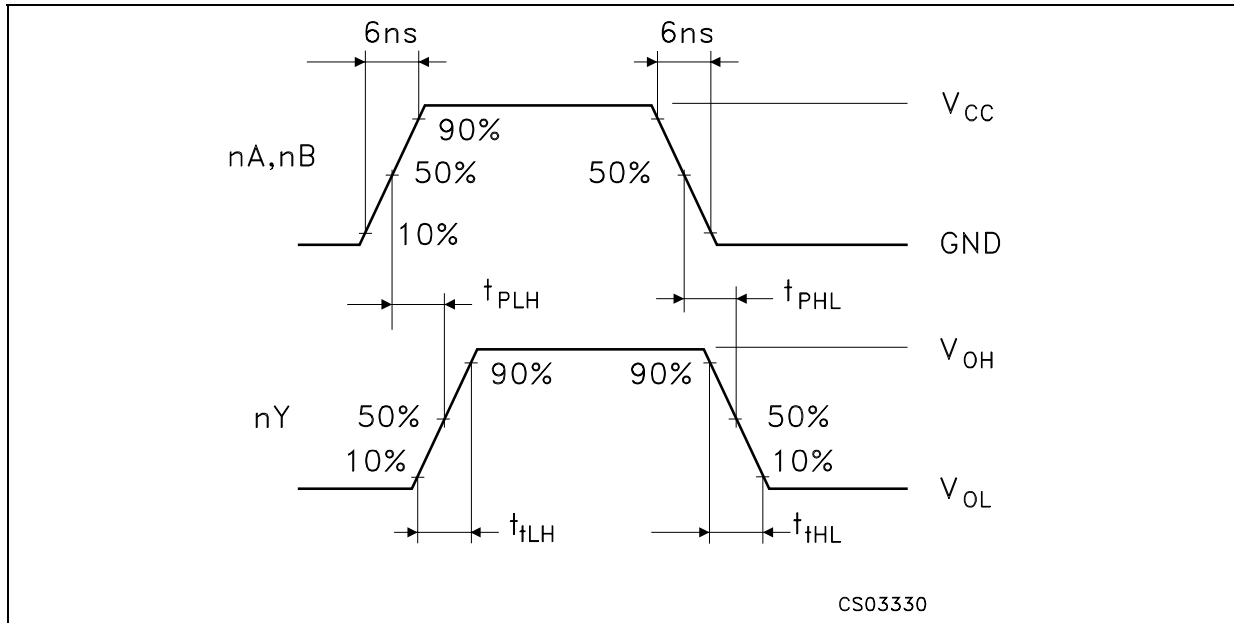 6ns 6ns
V_CC
90%
nA,nB
50% 50%
10%
GND
t_PLH t_PHL
V_OH
90% 90%
nY
50% 50%
10% 10%
V_OL
t_tLH t_tHL
CS03330